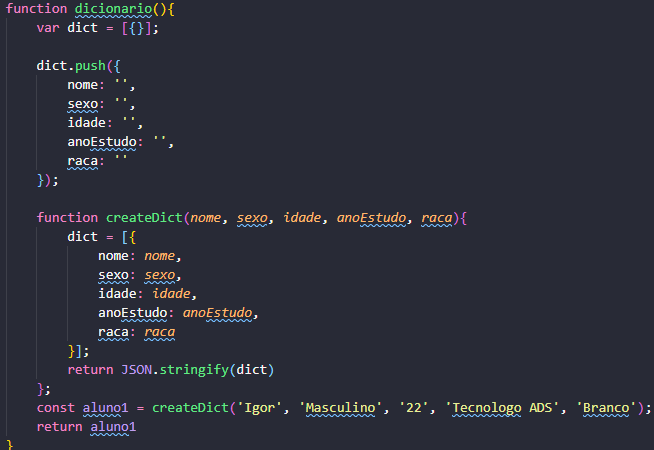 function dicionario(){
    var dict = [{}];

    dict.push({
        nome: '',
        sexo: '',
        idade: '',
        anoEstudo: '',
        raca: ''
    });

    function createDict(nome, sexo, idade, anoEstudo, raca){
        dict = [{
            nome: nome,
            sexo: sexo,
            idade: idade,
            anoEstudo: anoEstudo,
            raca: raca
        }];
        return JSON.stringify(dict)
    };
    const aluno1 = createDict('Igor', 'Masculino', '22', 'Tecnologo ADS', 'Branco');
    return aluno1
}